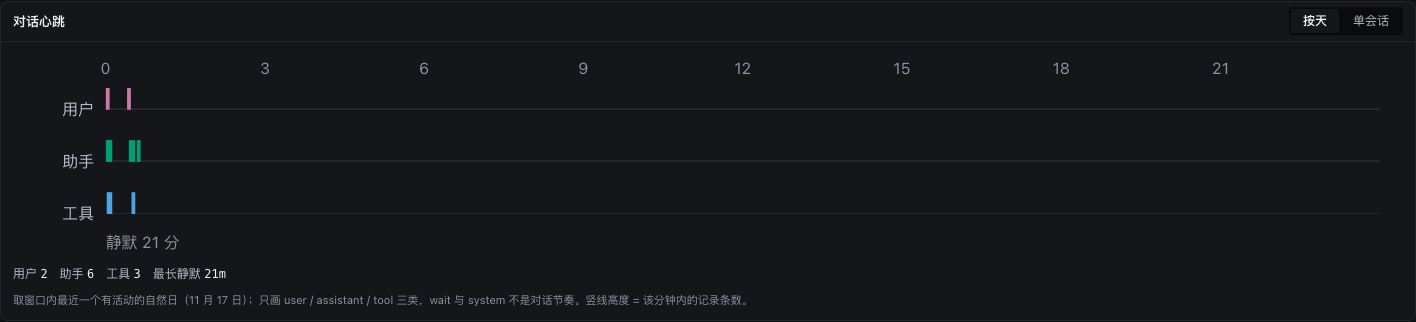 对话心跳 按天 单会话
0 3 6 9 12 15 18 21
用户
助手
工具
静默 21 分
用户 2 助手 6 工具 3 最长静默 21m
取窗口内最近一个有活动的自然日（11 月 17 日）；只画 user / assistant / tool 三类，wait 与 system 不是对话节奏。竖线高度 = 该分钟内的记录条数。